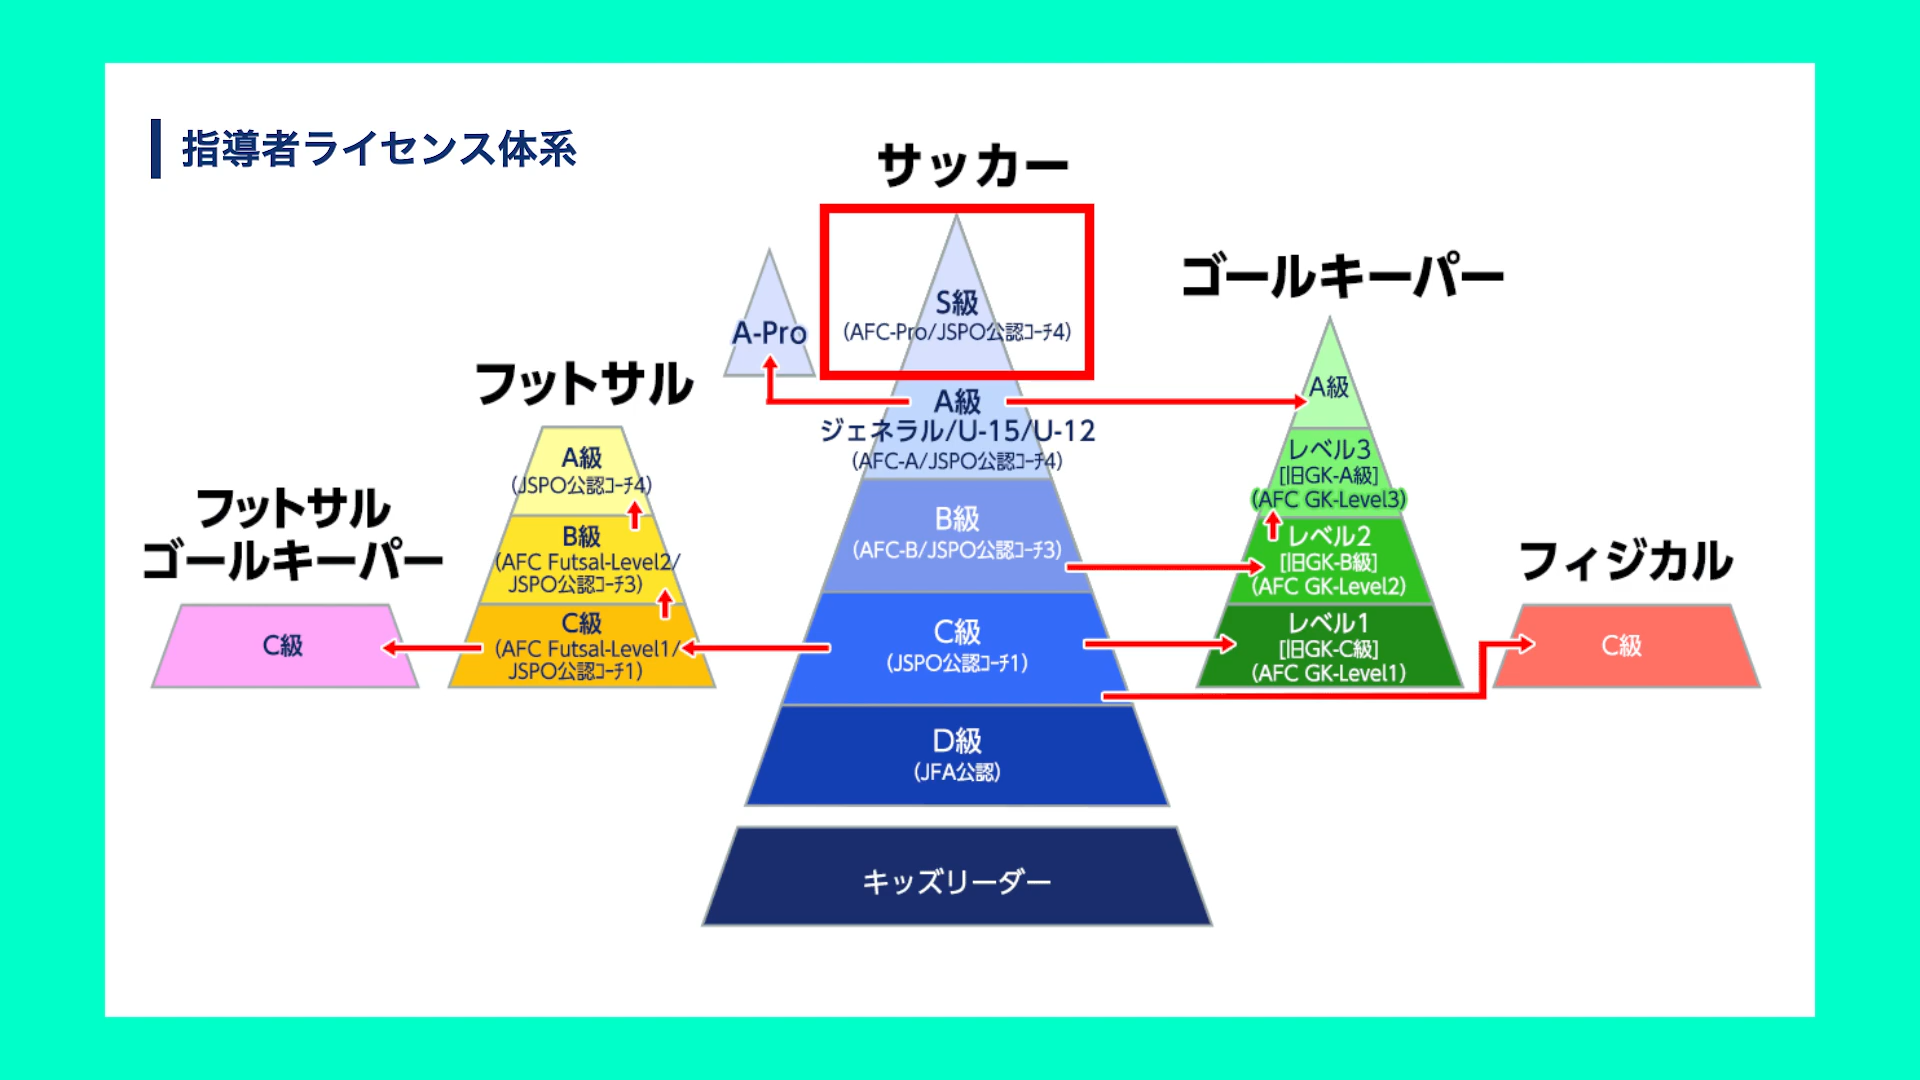 指導者ライセンス体系
サッカー
S級
(AFC-Pro/JSPO公認ｺｰﾁ4)
A-Pro
A級
ジェネラル/U-15/U-12
(AFC-A/JSPO公認ｺｰﾁ4)
B級
(AFC-B/JSPO公認ｺｰﾁ3)
C級
(JSPO公認ｺｰﾁ1)
D級
(JFA公認)
キッズリーダー
フットサル
A級
(JSPO公認ｺｰﾁ4)
B級
(AFC Futsal-Level2/
JSPO公認ｺｰﾁ3)
C級
(AFC Futsal-Level1/
JSPO公認ｺｰﾁ1)
フットサル
ゴールキーパー
C級
ゴールキーパー
A級
レベル3
[旧GK-A級]
(AFC GK-Level3)
レベル2
[旧GK-B級]
(AFC GK-Level2)
レベル1
[旧GK-C級]
(AFC GK-Level1)
フィジカル
C級